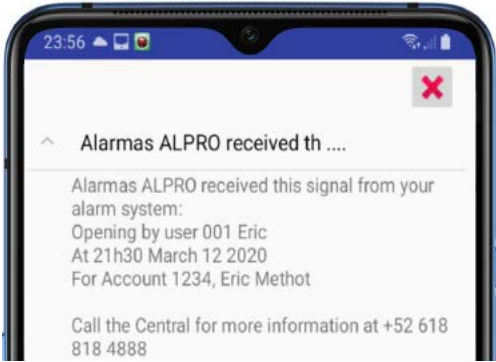 23:56
Alarmas ALPRO received th ....
Alarmas ALPRO received this signal from your
alarm system:
Opening by user 001 Eric
At 21h30 March 12 2020
For Account 1234, Eric Methot
Call the Central for more information at +52 618
818 4888